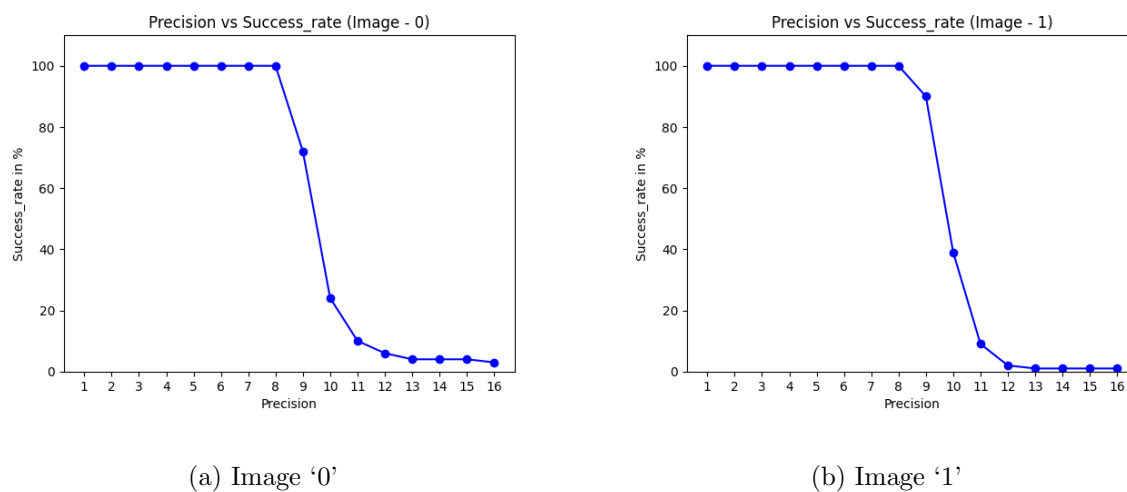 Precision vs Success_rate (Image - 0)
Success_rate in %
100
80
60
40
20
0
1 2 3 4 5 6 7 8 9 10 11 12 13 14 15 16
Precision
(a) Image ‘0’
Precision vs Success_rate (Image - 1)
Success_rate in %
100
80
60
40
20
0
1 2 3 4 5 6 7 8 9 10 11 12 13 14 15 16
Precision
(b) Image ‘1’